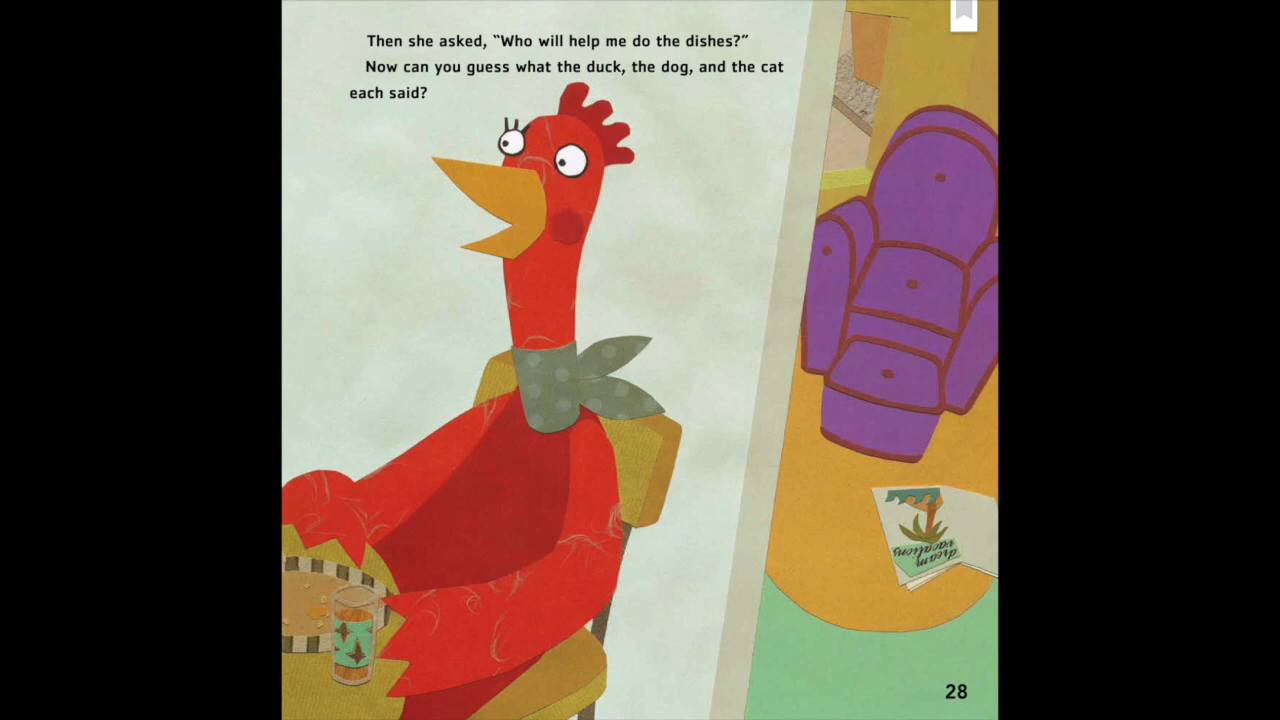 Then she asked, “Who will help me do the dishes?”
Now can you guess what the duck, the dog, and the cat
each said?
dream
vacations
28